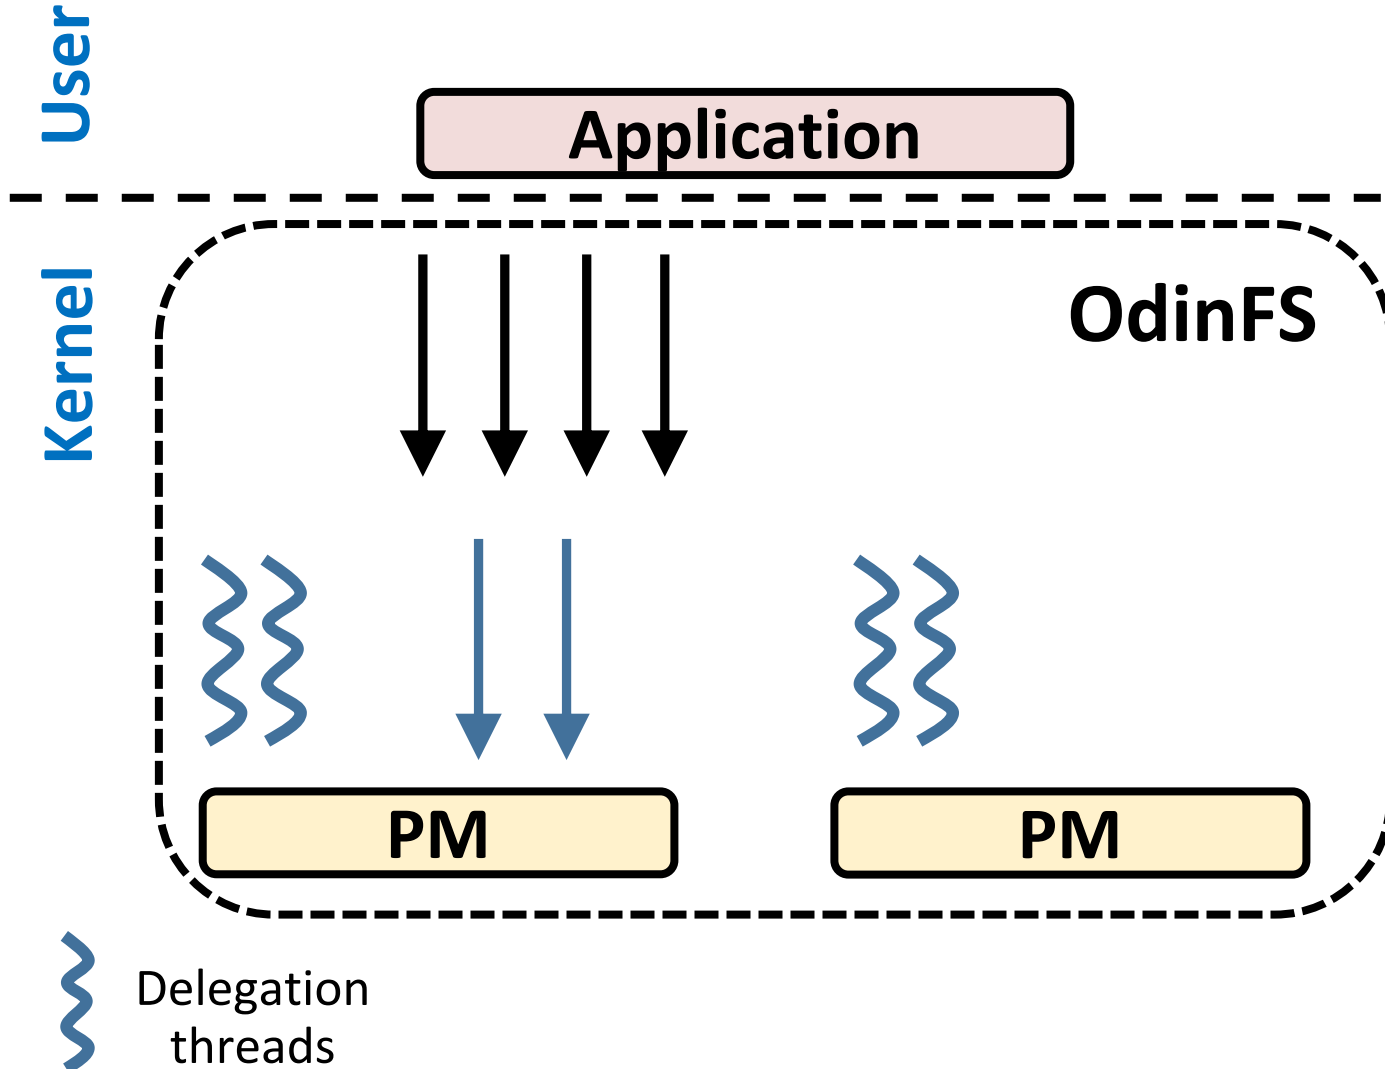 User
Application
Kernel
OdinFS
PM
PM
Delegation
threads